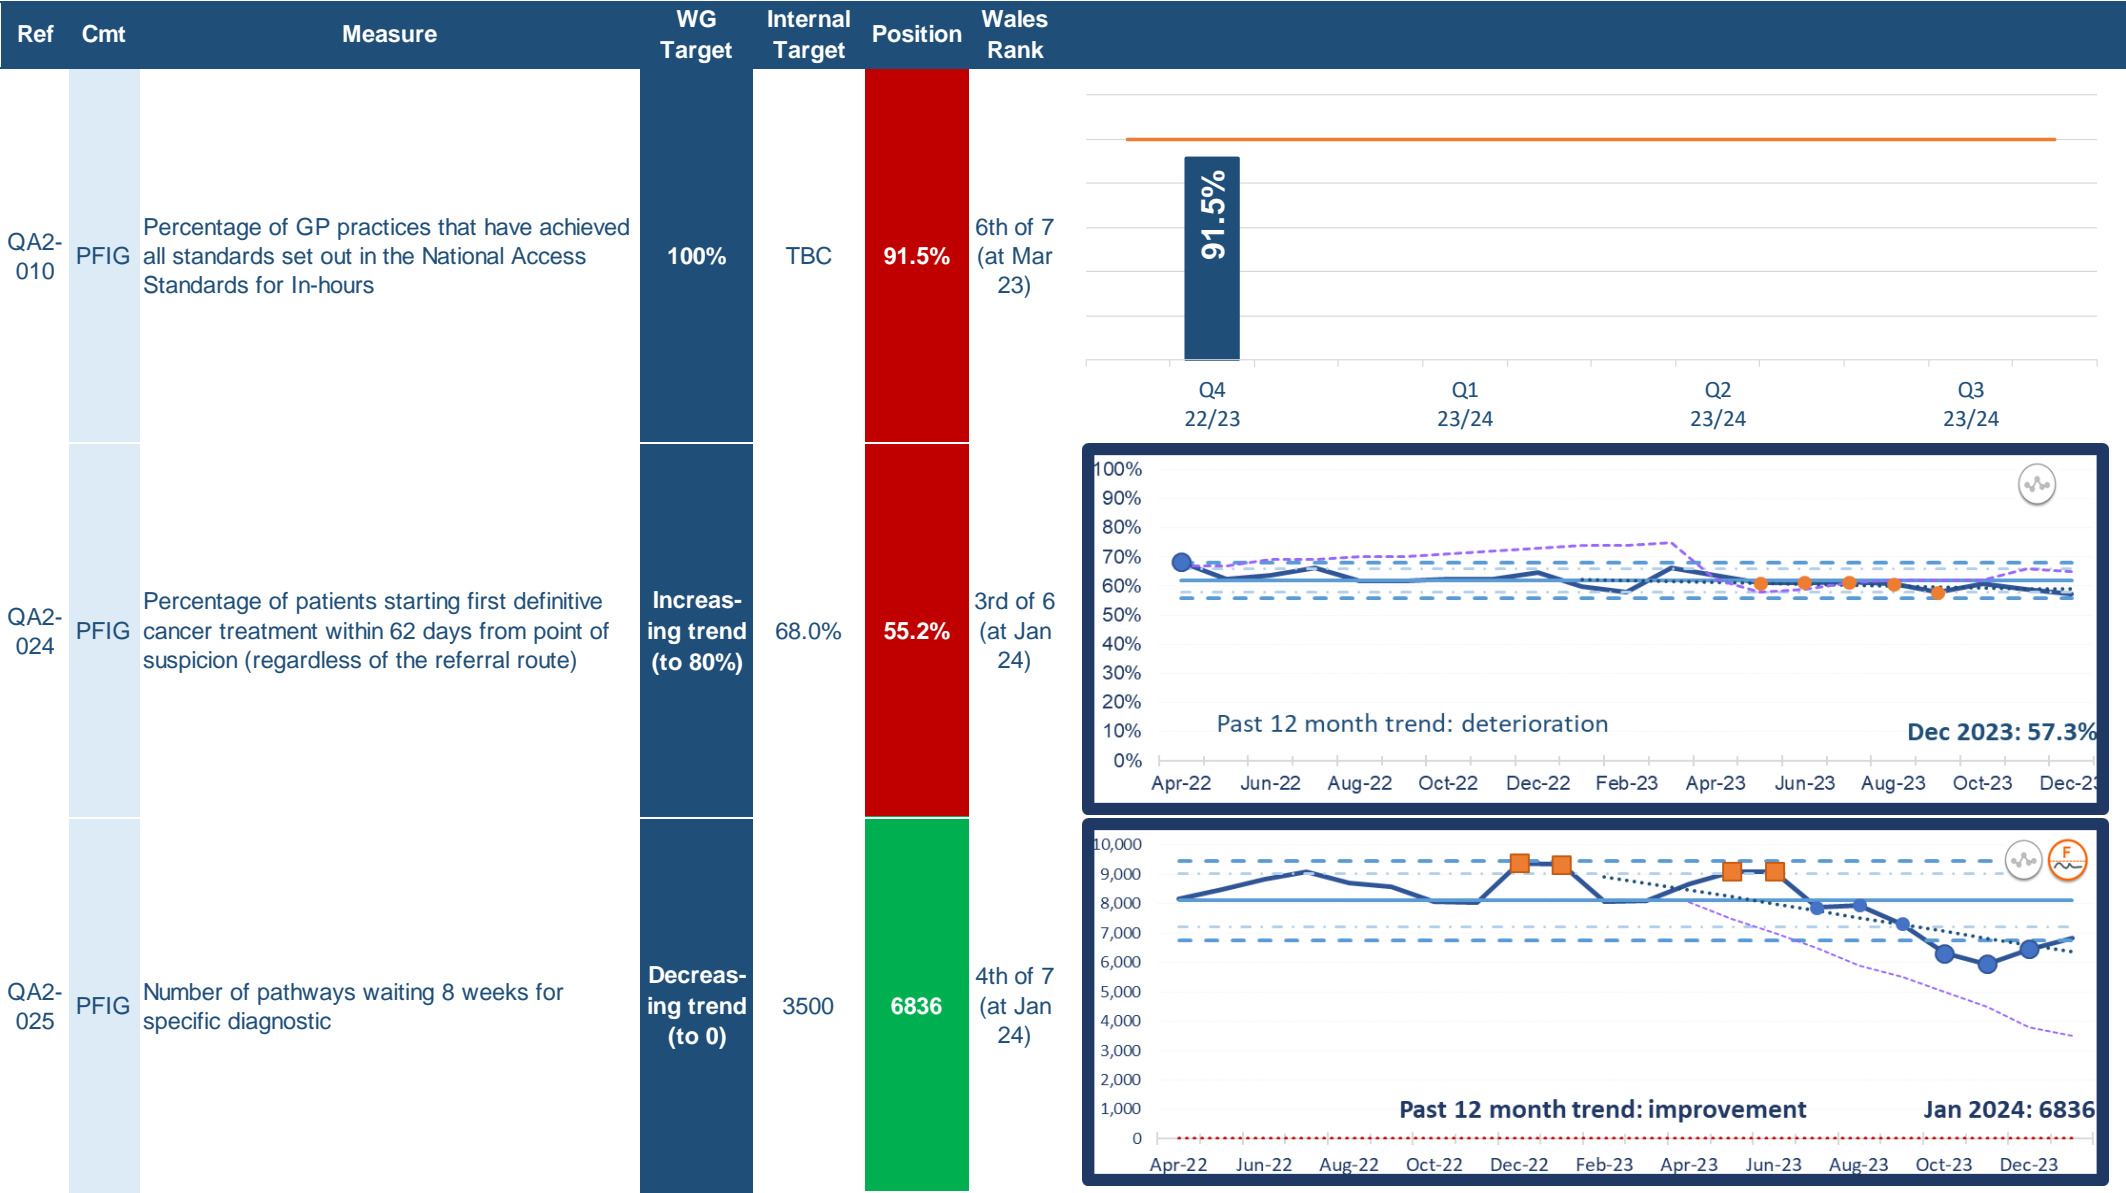 Ref Cmt Measure WG Target Internal Target Position Wales Rank
QA2-
010
PFIG
Percentage of GP practices that have achieved
all standards set out in the National Access
Standards for In-hours
100%
TBC
91.5%
6th of 7
(at Mar
23)
91.5%
Q4
22/23
Q1
23/24
Q2
23/24
Q3
23/24
QA2-
024
PFIG
Percentage of patients starting first definitive
cancer treatment within 62 days from point of
suspicion (regardless of the referral route)
Increas-
ing trend
(to 80%)
68.0%
55.2%
3rd of 6
(at Jan
24)
100%
90%
80%
70%
60%
50%
40%
30%
20%
10%
0%
Past 12 month trend: deterioration
Dec 2023: 57.3%
Apr-22 Jun-22 Aug-22 Oct-22 Dec-22 Feb-23 Apr-23 Jun-23 Aug-23 Oct-23 Dec-23
QA2-
025
PFIG
Number of pathways waiting 8 weeks for
specific diagnostic
Decreas-
ing trend
(to 0)
3500
6836
4th of 7
(at Jan
24)
10,000
9,000
8,000
7,000
6,000
5,000
4,000
3,000
2,000
1,000
0
F
Past 12 month trend: improvement
Jan 2024: 6836
Apr-22 Jun-22 Aug-22 Oct-22 Dec-22 Feb-23 Apr-23 Jun-23 Aug-23 Oct-23 Dec-23